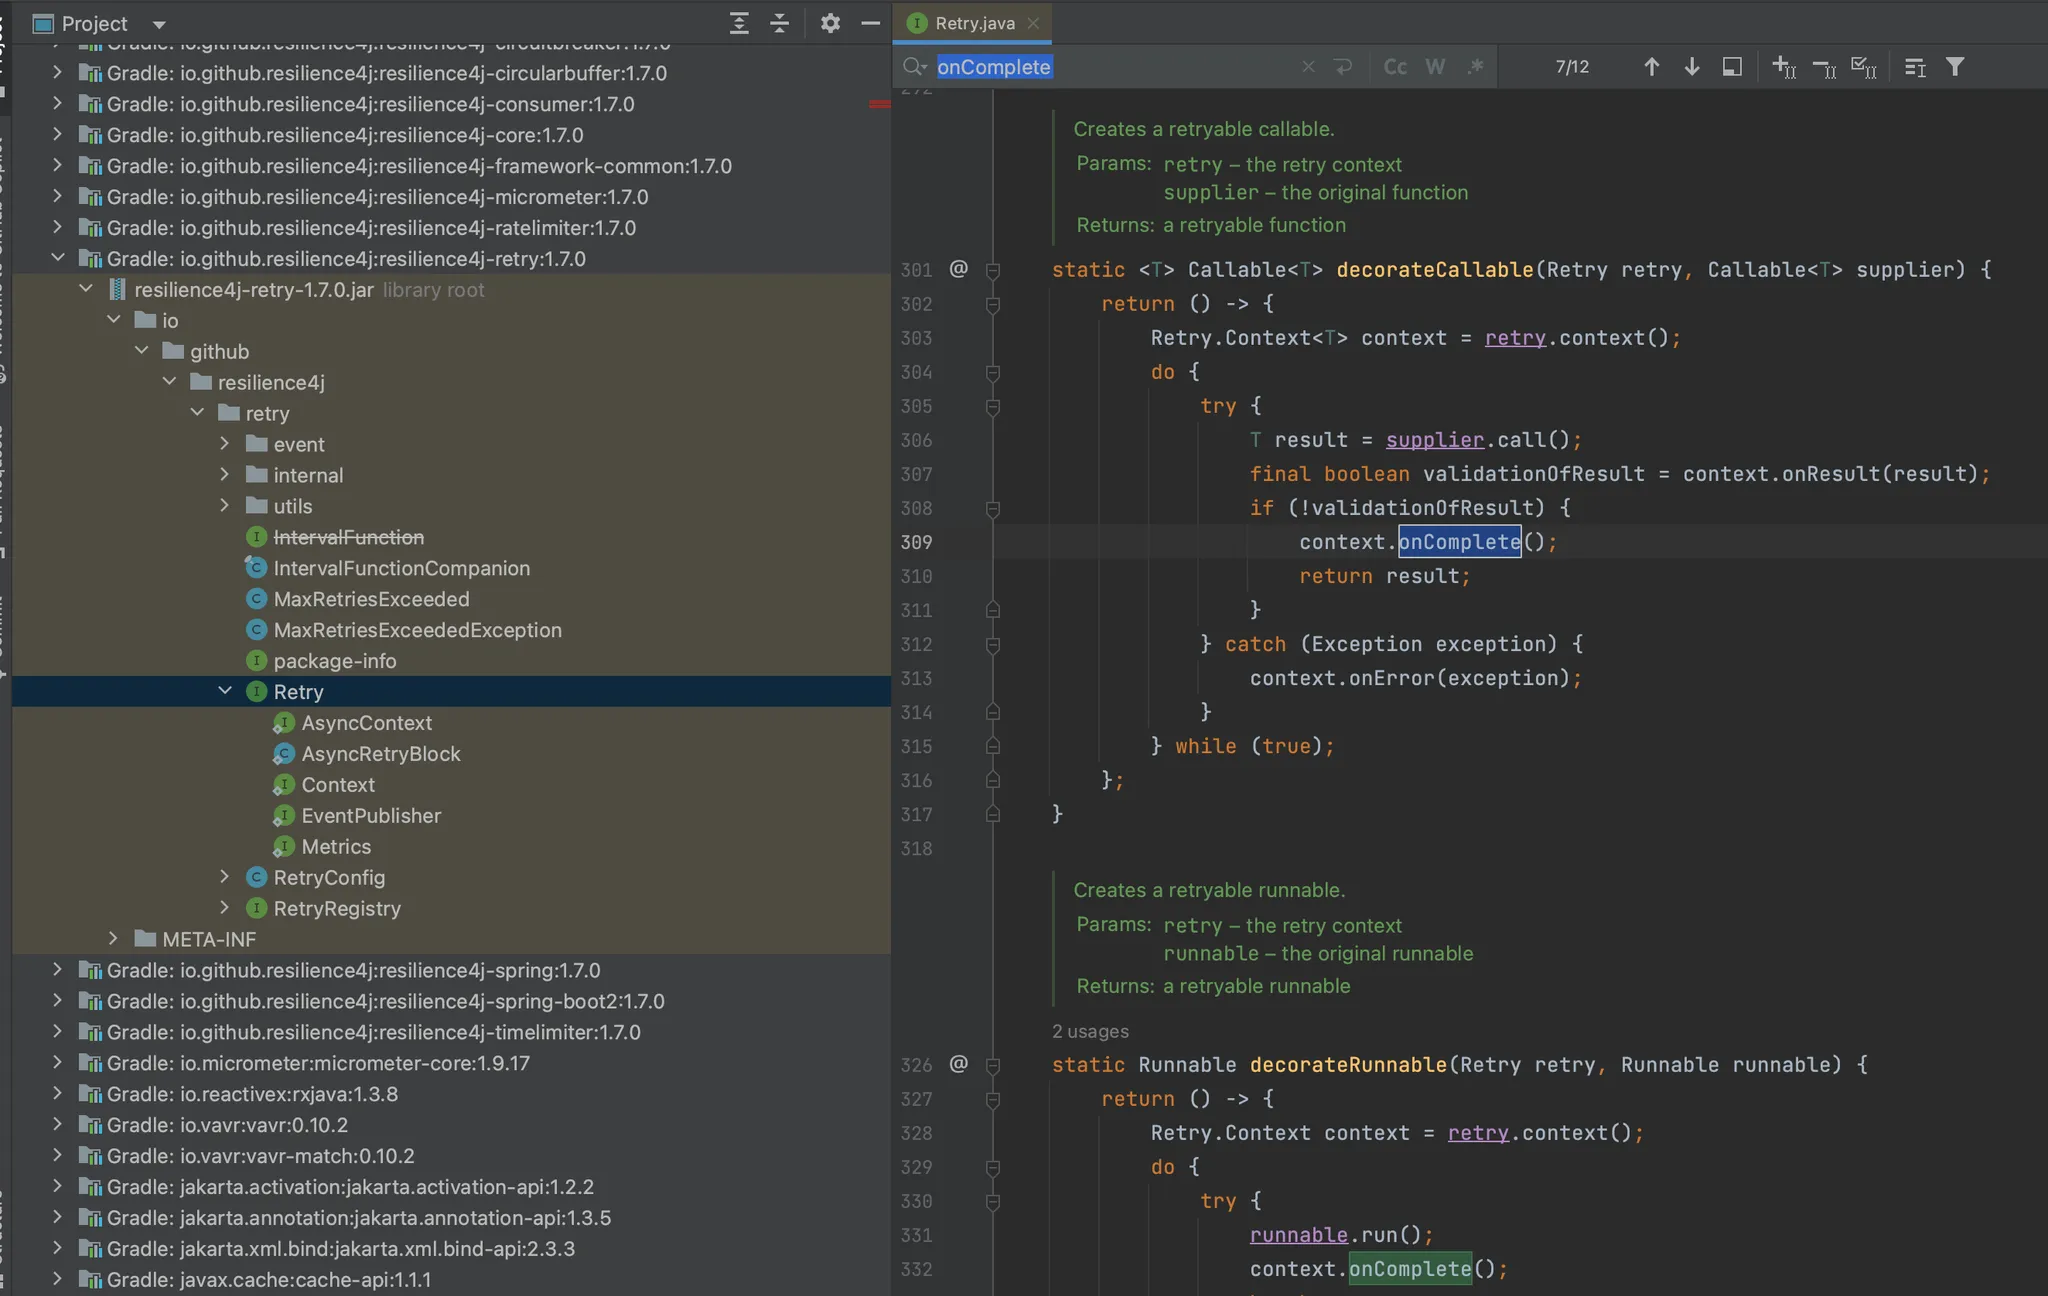 Project
Gradle: io.github.resilience4j:resilience4j-circuitbreaker:1.7.0
Gradle: io.github.resilience4j:resilience4j-circularbuffer:1.7.0
Gradle: io.github.resilience4j:resilience4j-consumer:1.7.0
Gradle: io.github.resilience4j:resilience4j-core:1.7.0
Gradle: io.github.resilience4j:resilience4j-framework-common:1.7.0
Gradle: io.github.resilience4j:resilience4j-micrometer:1.7.0
Gradle: io.github.resilience4j:resilience4j-ratelimiter:1.7.0
Gradle: io.github.resilience4j:resilience4j-retry:1.7.0
resilience4j-retry-1.7.0.jar library root
io
github
resilience4j
retry
event
internal
utils
IntervalFunction
IntervalFunctionCompanion
MaxRetriesExceeded
MaxRetriesExceededException
package-info
Retry
AsyncContext
AsyncRetryBlock
Context
EventPublisher
Metrics
RetryConfig
RetryRegistry
META-INF
Gradle: io.github.resilience4j:resilience4j-spring:1.7.0
Gradle: io.github.resilience4j:resilience4j-spring-boot2:1.7.0
Gradle: io.github.resilience4j:resilience4j-timelimiter:1.7.0
Gradle: io.micrometer:micrometer-core:1.9.17
Gradle: io.reactivex:rxjava:1.3.8
Gradle: io.vavr:vavr:0.10.2
Gradle: io.vavr:vavr-match:0.10.2
Gradle: jakarta.activation:jakarta.activation-api:1.2.2
Gradle: jakarta.annotation:jakarta.annotation-api:1.3.5
Gradle: jakarta.xml.bind:jakarta.xml.bind-api:2.3.3
Gradle: javax.cache:cache-api:1.1.1
Retry.java
onComplete Cc W .* 7/12
292
Creates a retryable callable.
Params: retry – the retry context
supplier – the original function
Returns: a retryable function
301 @ static <T> Callable<T> decorateCallable(Retry retry, Callable<T> supplier) {
302 return () -> {
303 Retry.Context<T> context = retry.context();
304 do {
305 try {
306 T result = supplier.call();
307 final boolean validationOfResult = context.onResult(result);
308 if (!validationOfResult) {
309 context.onComplete();
310 return result;
311 }
312 } catch (Exception exception) {
313 context.onError(exception);
314 }
315 } while (true);
316 };
317 }
318
Creates a retryable runnable.
Params: retry – the retry context
runnable – the original runnable
Returns: a retryable runnable
2 usages
326 @ static Runnable decorateRunnable(Retry retry, Runnable runnable) {
327 return () -> {
328 Retry.Context context = retry.context();
329 do {
330 try {
331 runnable.run();
332 context.onComplete();